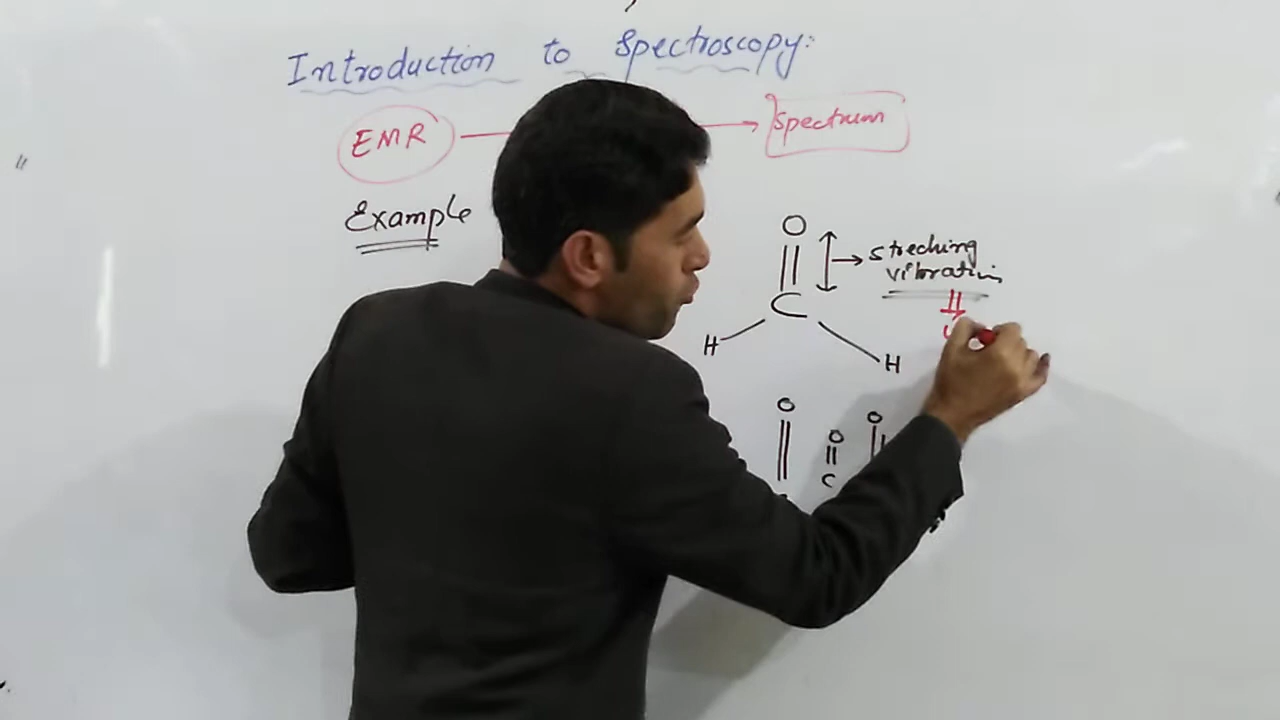 Introduction to Spectroscopy:
EMR
Spectrum
Example
O
C
H
H
streching
vibration
O
O
C
O